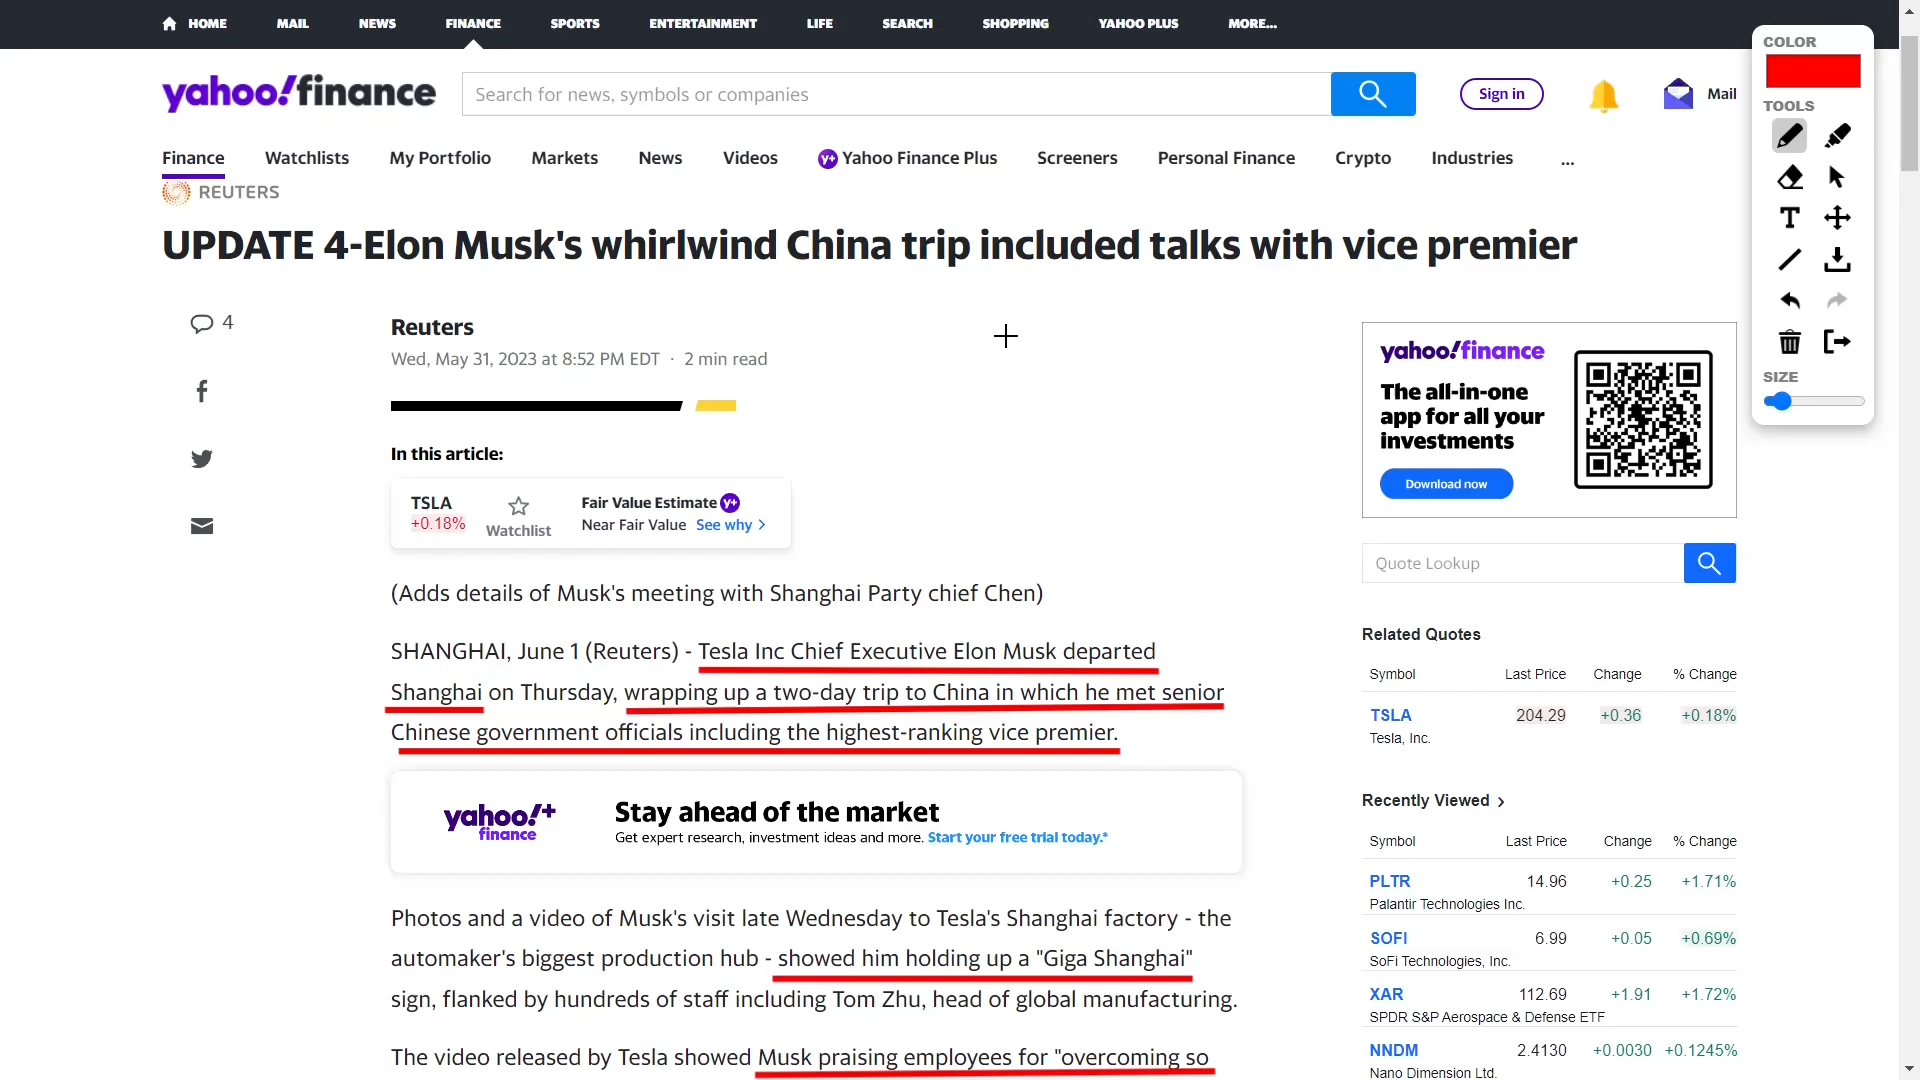 HOME MAIL NEWS FINANCE SPORTS ENTERTAINMENT LIFE SEARCH SHOPPING YAHOO PLUS MORE...
yahoo!finance
Search for news, symbols or companies
Sign in
Mail
Finance Watchlists My Portfolio Markets News Videos y+ Yahoo Finance Plus Screeners Personal Finance Crypto Industries ...
REUTERS
UPDATE 4-Elon Musk's whirlwind China trip included talks with vice premier
4
Reuters
Wed, May 31, 2023 at 8:52 PM EDT · 2 min read
In this article:
TSLA
+0.18%
Watchlist
Fair Value Estimate y+
Near Fair Value See why
(Adds details of Musk's meeting with Shanghai Party chief Chen)
SHANGHAI, June 1 (Reuters) - Tesla Inc Chief Executive Elon Musk departed
Shanghai on Thursday, wrapping up a two-day trip to China in which he met senior
Chinese government officials including the highest-ranking vice premier.
yahoo!+
finance
Stay ahead of the market
Get expert research, investment ideas and more. Start your free trial today.*
Photos and a video of Musk's visit late Wednesday to Tesla's Shanghai factory - the
automaker's biggest production hub - showed him holding up a "Giga Shanghai"
sign, flanked by hundreds of staff including Tom Zhu, head of global manufacturing.
The video released by Tesla showed Musk praising employees for "overcoming so
yahoo!finance
The all-in-one
app for all your
investments
Download now
Quote Lookup
Related Quotes
Symbol Last Price Change % Change
TSLA 204.29 +0.36 +0.18%
Tesla, Inc.
Recently Viewed
Symbol Last Price Change % Change
PLTR 14.96 +0.25 +1.71%
Palantir Technologies Inc.
SOFI 6.99 +0.05 +0.69%
SoFi Technologies, Inc.
XAR 112.69 +1.91 +1.72%
SPDR S&P Aerospace & Defense ETF
NNDM 2.4130 +0.0030 +0.1245%
Nano Dimension Ltd.
COLOR
TOOLS
T
SIZE